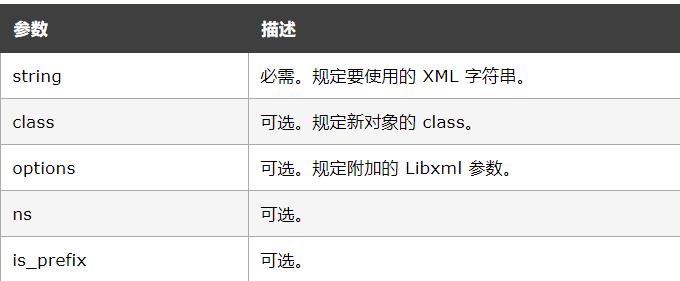 参数 描述
string 必需。规定要使用的 XML 字符串。
class 可选。规定新对象的 class。
options 可选。规定附加的 Libxml 参数。
ns 可选。
is_prefix 可选。